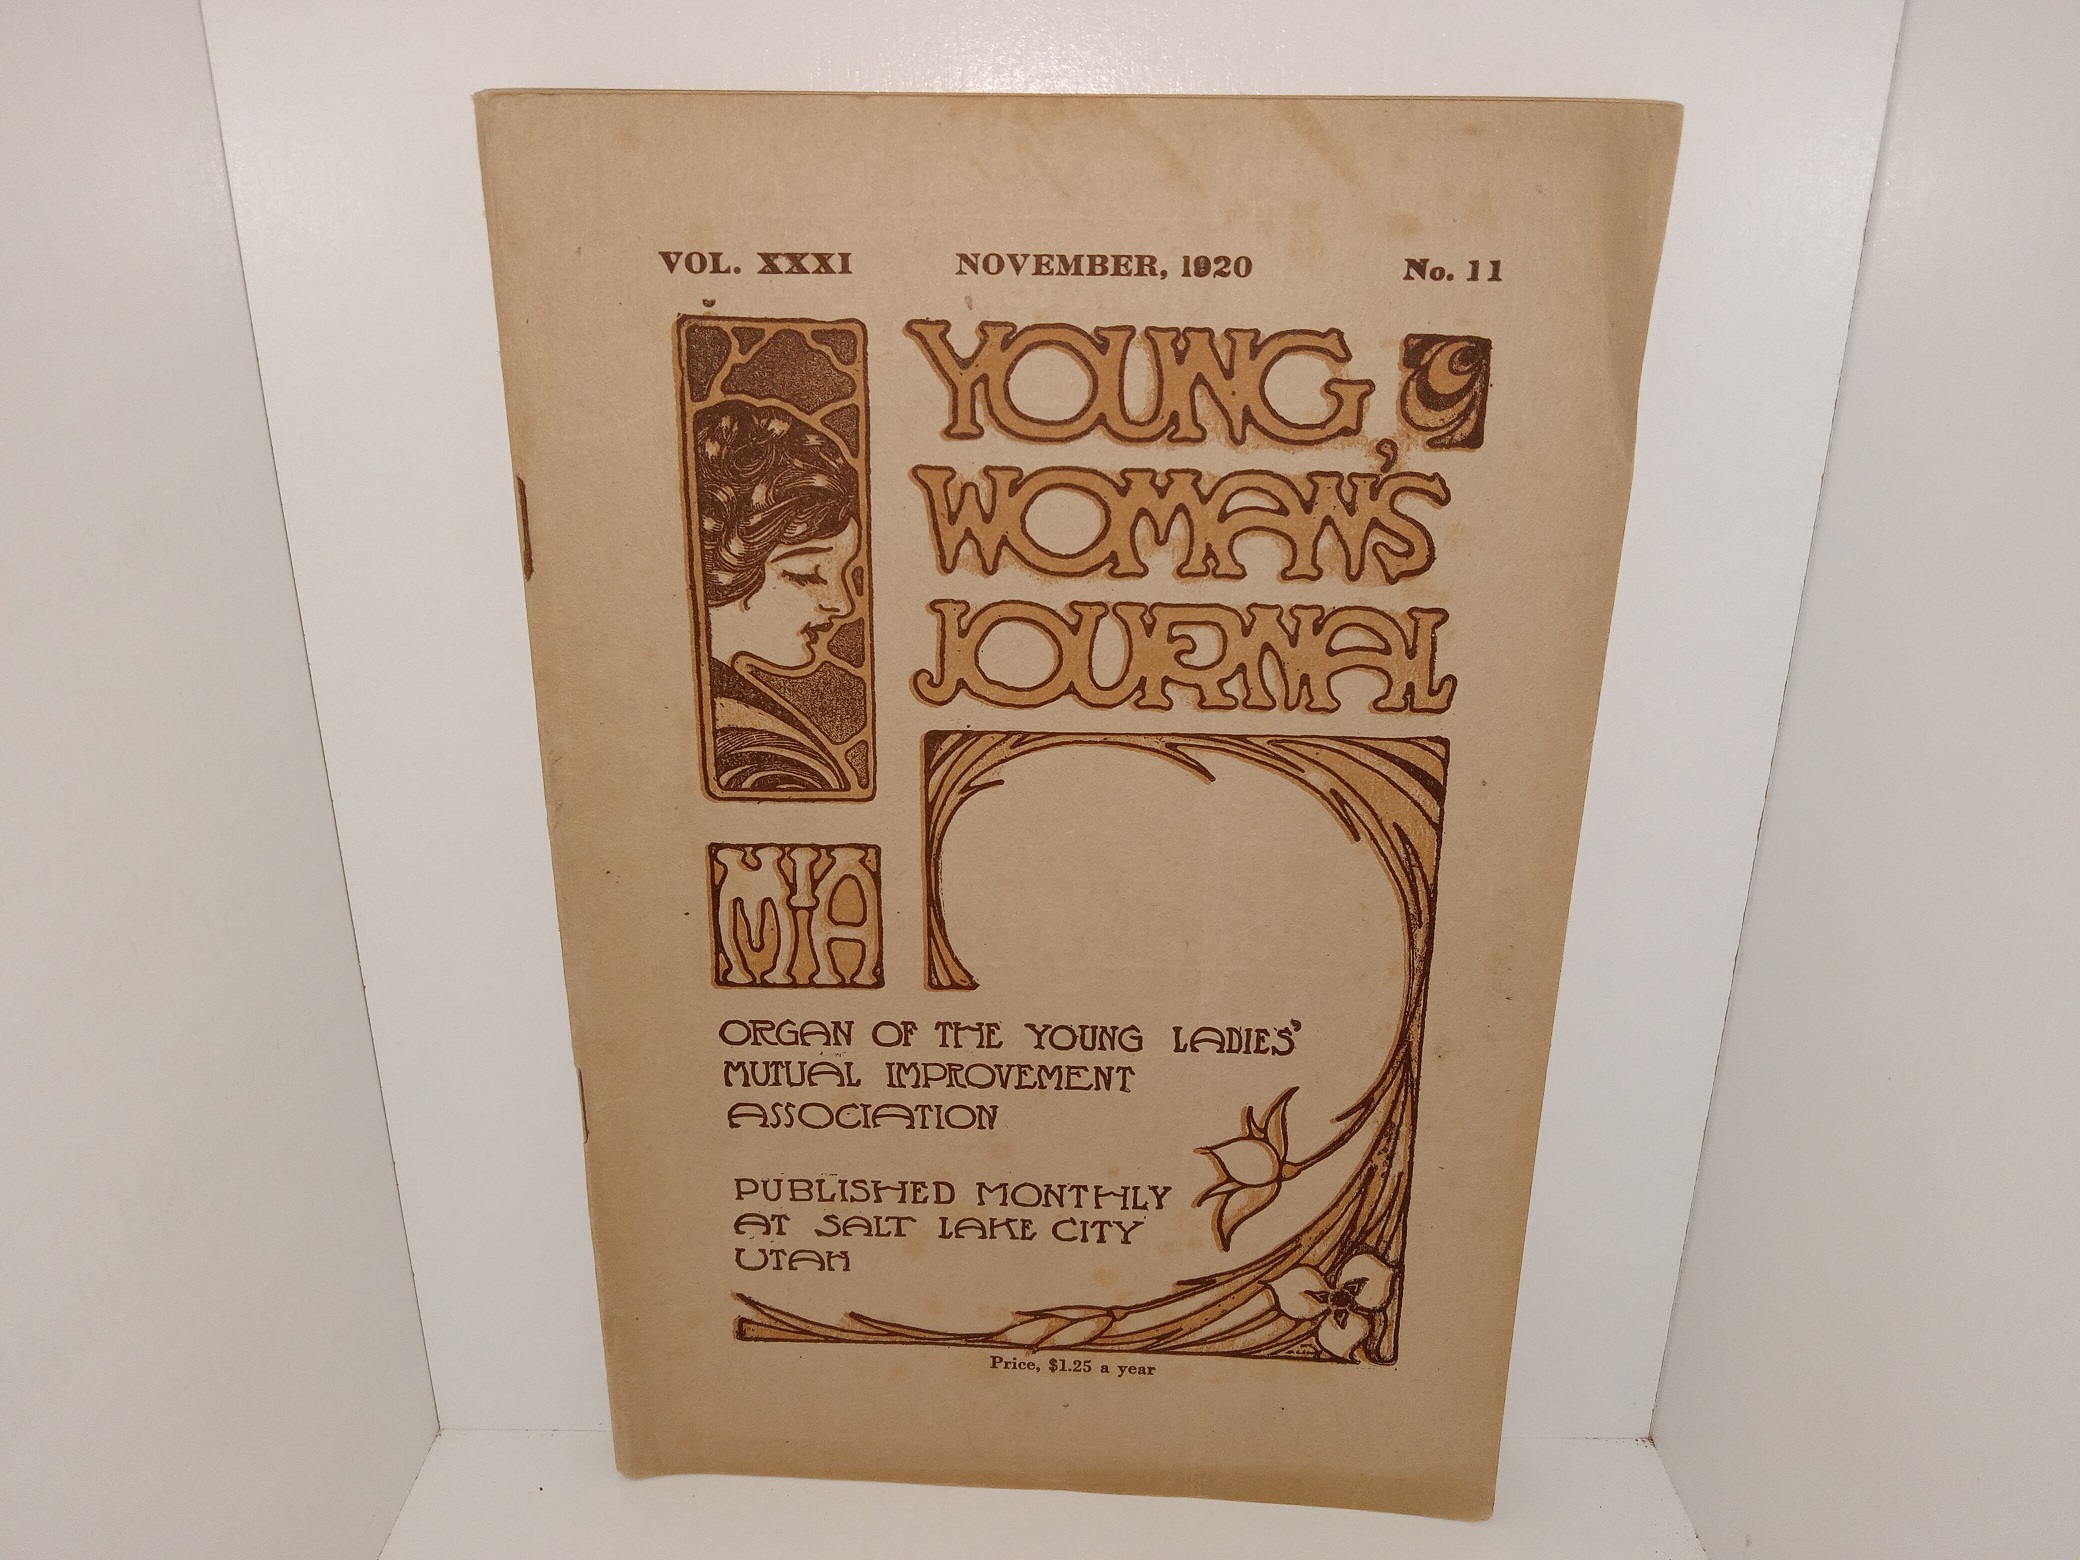 VOL. XXXI NOVEMBER, 1920 No. 11
YOUNG
WOMAN'S
JOURNAL
MIA
ORGAN OF THE YOUNG LADIES'
MUTUAL IMPROVEMENT
ASSOCIATION
PUBLISHED MONTHLY
AT SALT LAKE CITY
UTAH
Price, $1.25 a year